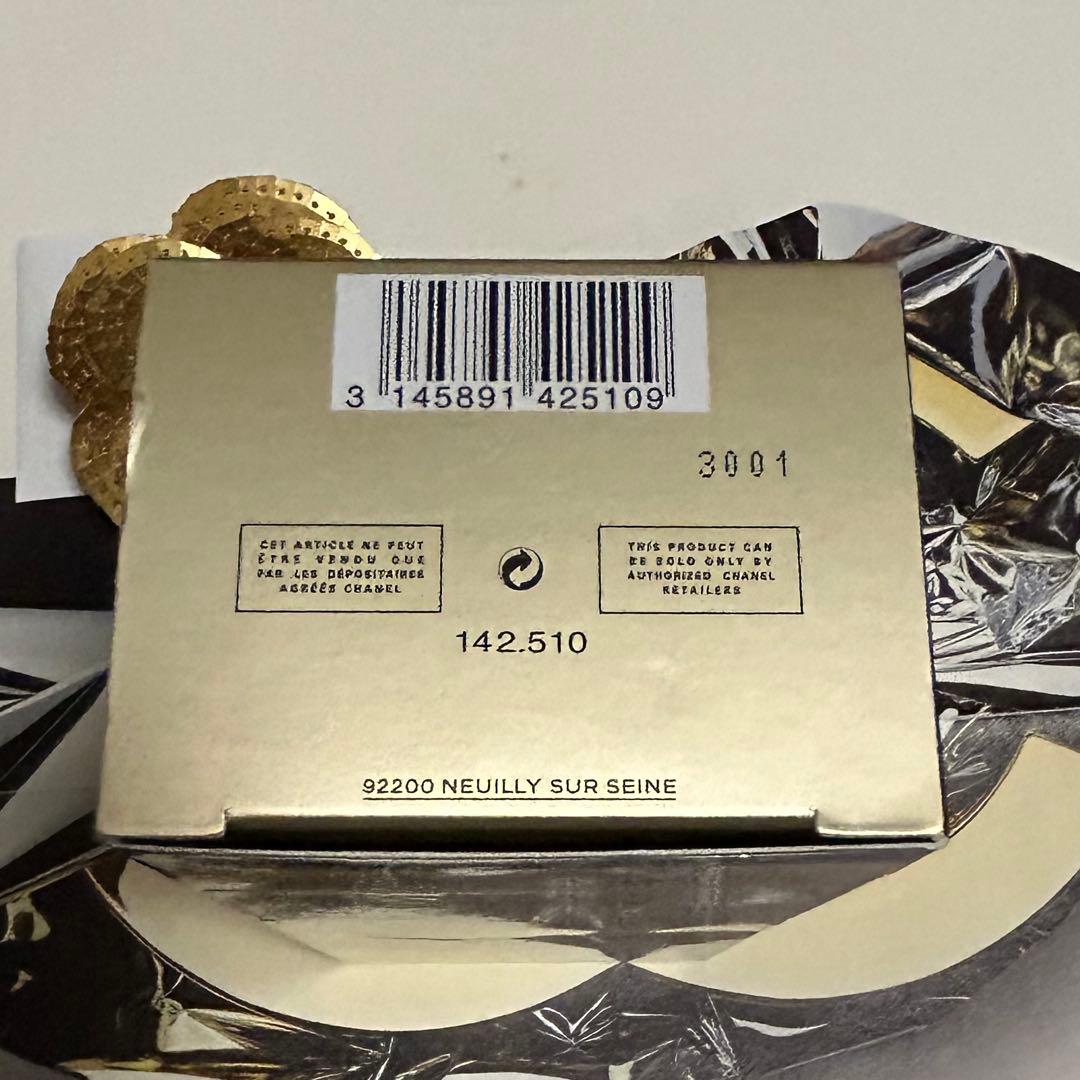 3 145891 425109
3001
CET ARTICLE NE PEUT
ÊTRE VENDU QUE
PAR LES DÉPOSITAIRES
AGRÉÉS CHANEL
THIS PRODUCT CAN
BE SOLD ONLY BY
AUTHORIZED CHANEL
RETAILERS
142.510
92200 NEUILLY SUR SEINE